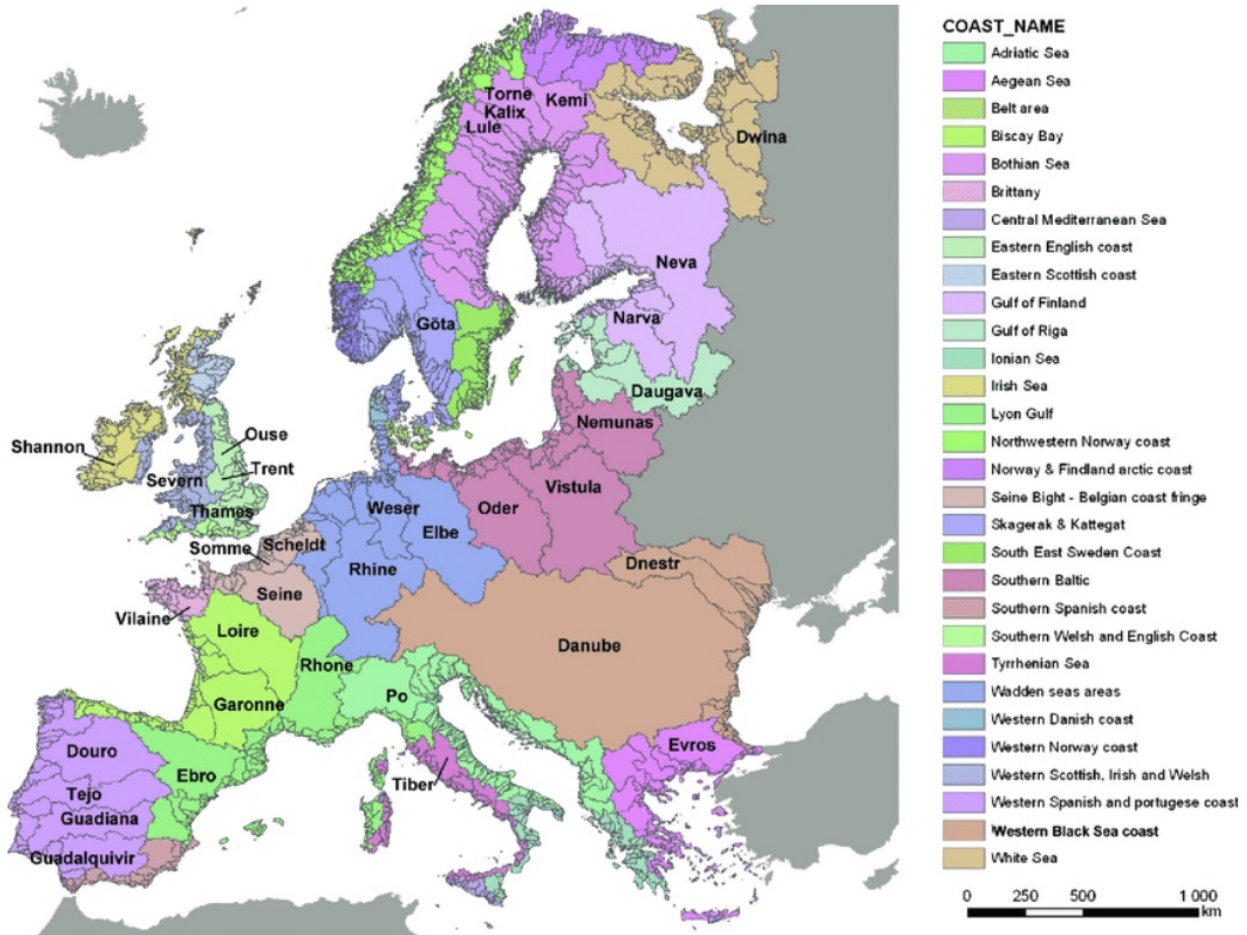 COAST_NAME
Adriatic Sea
Aegean Sea
Belt area
Biscay Bay
Bothian Sea
Brittany
Central Mediterranean Sea
Eastern English coast
Eastern Scottish coast
Gulf of Finland
Gulf of Riga
Ionian Sea
Irish Sea
Lyon Gulf
Northwestern Norway coast
Norway & Findland arctic coast
Seine Bight - Belgian coast fringe
Skagerak & Kattegat
South East Sweden Coast
Southern Baltic
Southern Spanish coast
Southern Welsh and English Coast
Tyrrhenian Sea
Wadden seas areas
Western Danish coast
Western Norway coast
Western Scottish, Irish and Welsh
Western Spanish and portugese coast
Western Black Sea coast
White Sea
0 250 500 1 000
km
Torne
Kalix
Lule
Kemi
Dwina
Neva
Narva
Göta
Daugava
Nemunas
Shannon
Ouse
Trent
Severn
Thames
Somme
Scheldt
Weser
Elbe
Oder
Vistula
Rhine
Seine
Dnestr
Vilaine
Loire
Rhone
Danube
Po
Garonne
Douro
Ebro
Tejo
Guadiana
Guadalquivir
Tiber
Evros